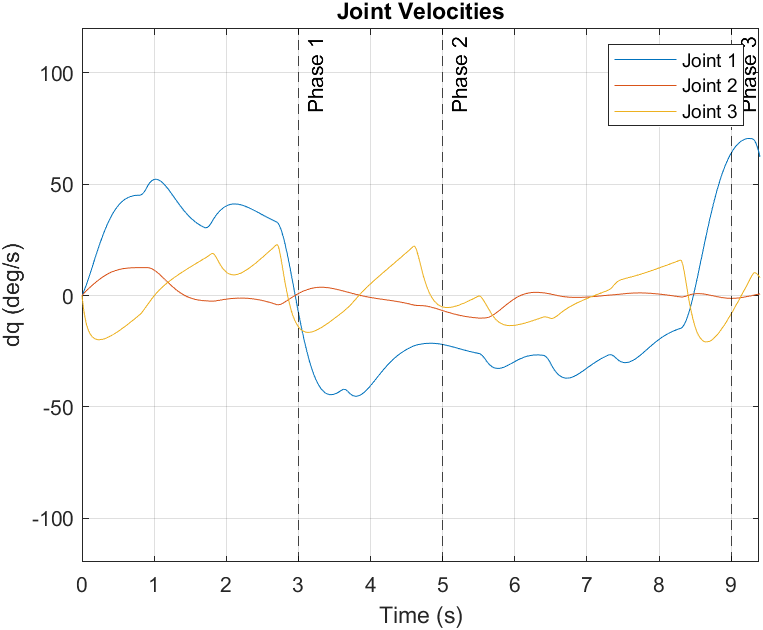 Joint Velocities
dq (deg/s)
100
50
0
-50
-100
Phase 1
Phase 2
Phase 3
Joint 1
Joint 2
Joint 3
0 1 2 3 4 5 6 7 8 9
Time (s)